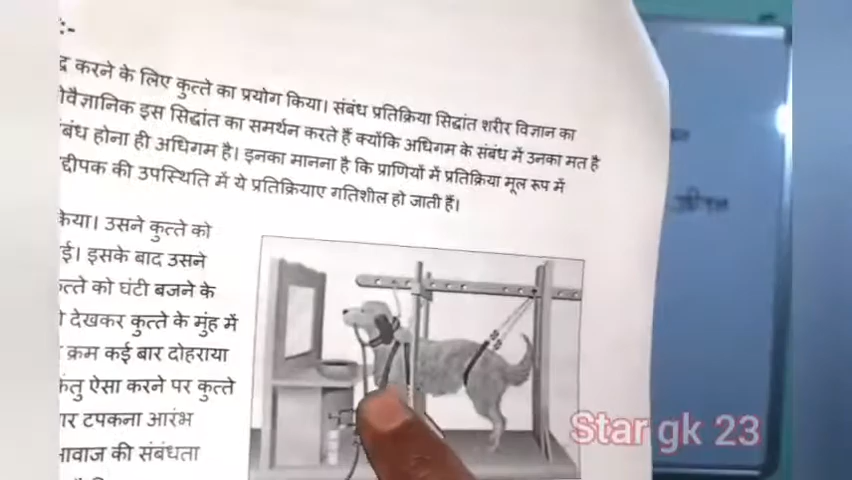 द्ध करने के लिए कुत्ते का प्रयोग किया। संबंध प्रतिक्रिया सिद्धांत शरीर विज्ञान का
वैज्ञानिक इस सिद्धांत का समर्थन करते हैं क्योंकि अधिगम के संबंध में उनका मत है
बंध होना ही अधिगम है। इनका मानना है कि प्राणियों में प्रतिक्रिया मूल रूप में
द्दीपक की उपस्थिति में ये प्रतिक्रियाए गतिशील हो जाती हैं।
किया। उसने कुत्ते को
ई। इसके बाद उसने
त्ते को घंटी बजने के
देखकर कुत्ते के मुंह में
क्रम कई बार दोहराया
किंतु ऐसा करने पर कुत्ते
ार टपकना आरंभ
आवाज की संबंधता
Star gk 23